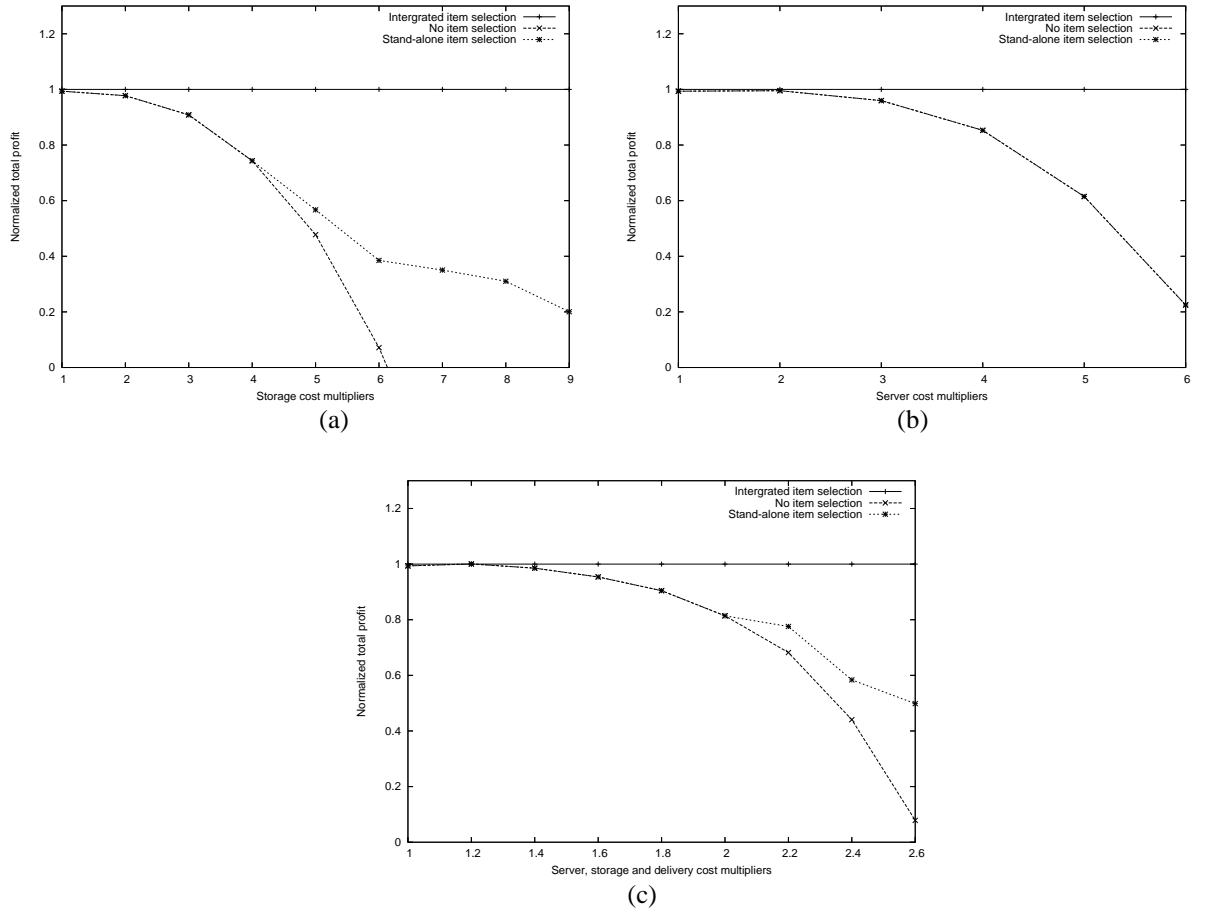 Intergrated item selection
No item selection
Stand-alone item selection
1.2
1
0.8
0.6
0.4
0.2
0
Normalized total profit
1 2 3 4 5 6 7 8 9
Storage cost multipliers
(a)
Intergrated item selection
No item selection
Stand-alone item selection
1.2
1
0.8
0.6
0.4
0.2
0
Normalized total profit
1 2 3 4 5 6
Server cost multipliers
(b)
Intergrated item selection
No item selection
Stand-alone item selection
1.2
1
0.8
0.6
0.4
0.2
0
Normalized total profit
1 1.2 1.4 1.6 1.8 2 2.2 2.4 2.6
Server, storage and delivery cost multipliers
(c)